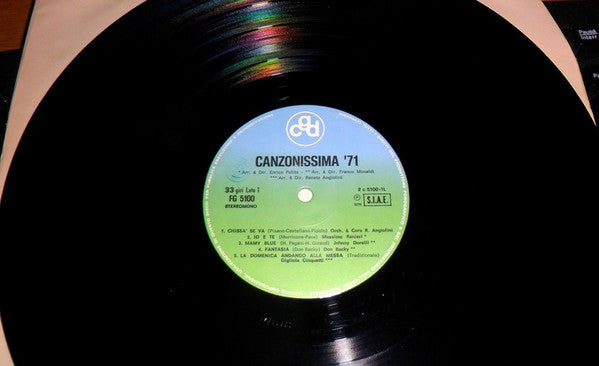 cgd
CANZONISSIMA '71
* Arr. & Dir. Enrico Polito - ** Arr. & Dir. Franco Monaldi
*** Arr. & Dir. Renato Angiolini
33 giri Lato 1
FG 5100
STEREOMONO
2 c 5100-1L
S.I.A.E.
1. CHISSA' SE VA (Pisano-Castellano-Pipolo) Orch. & Coro R. Angiolini
2. IO E TE (Morricone-Pace) Massimo Ranieri *
3. MAMY BLUE (H. Pagani-H. Giraud) Johnny Dorelli **
4. FANTASIA (Don Backy) Don Backy **
5. LA DOMENICA ANDANDO ALLA MESSA (Tradizionale)
Gigliola Cinquetti ***